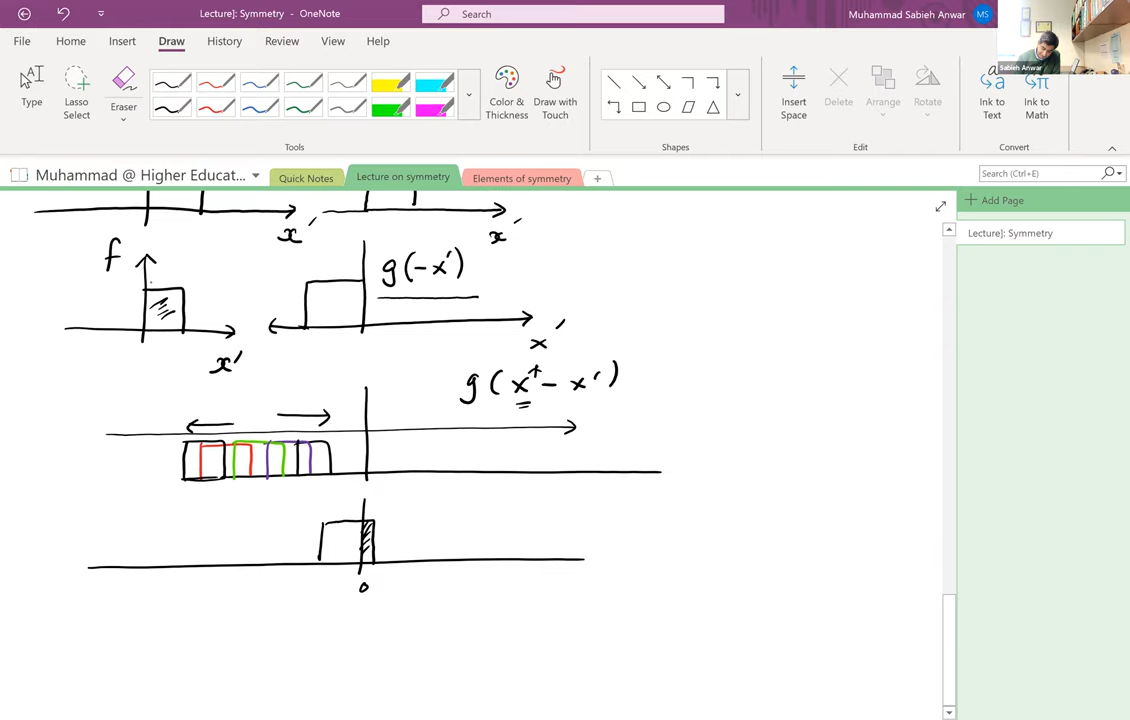 Lecture]: Symmetry - OneNote
Search
Muhammad Sabieh Anwar
MS
Sabieh Anwar
File Home Insert Draw History Review View Help
Type
Lasso Select
Eraser
Color & Thickness
Draw with Touch
Insert Space
Delete
Arrange
Rotate
Ink to Text
Ink to Math
Tools
Shapes
Edit
Convert
Muhammad @ Higher Educat...
Quick Notes
Lecture on symmetry
Elements of symmetry
Search (Ctrl+E)
Add Page
Lecture]: Symmetry
x′
x′
f
g(-x′)
x′
x′
g(x⁺- x′)
0